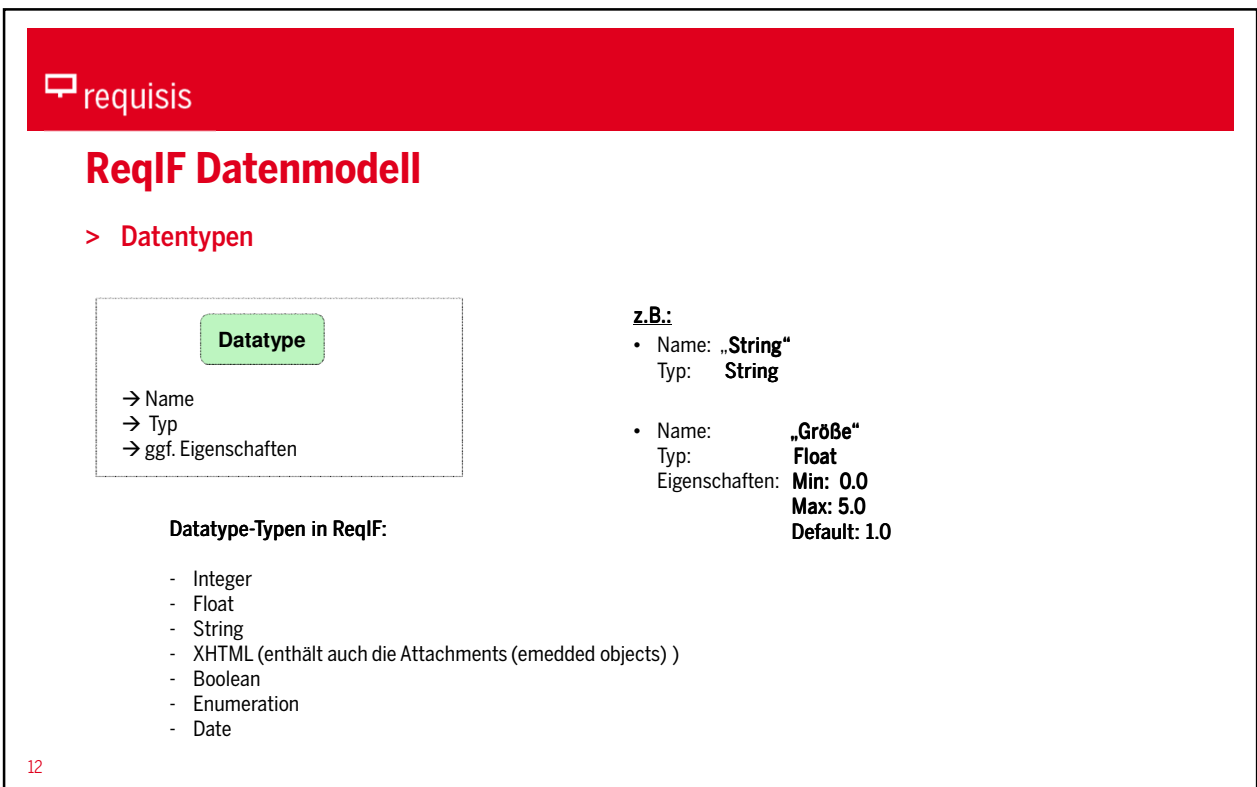 requisis
ReqIF Datenmodell
> Datentypen
Datatype
→ Name
→ Typ
→ ggf. Eigenschaften
z.B.:
• Name: „String“
Typ: String
• Name: „Größe“
Typ: Float
Eigenschaften: Min: 0.0
Max: 5.0
Default: 1.0
Datatype-Typen in ReqIF:
- Integer
- Float
- String
- XHTML (enthält auch die Attachments (emedded objects) )
- Boolean
- Enumeration
- Date
12